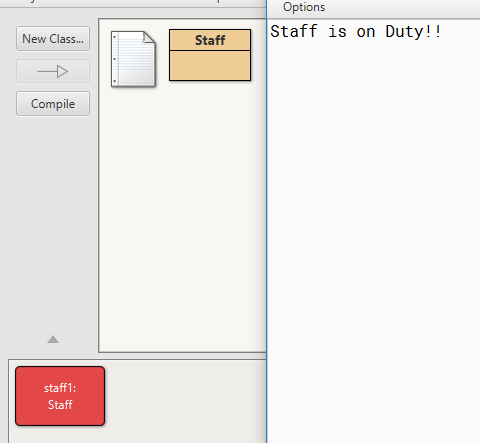 Options
New Class...
Staff
Staff is on Duty!!
Compile
staff1:
Staff